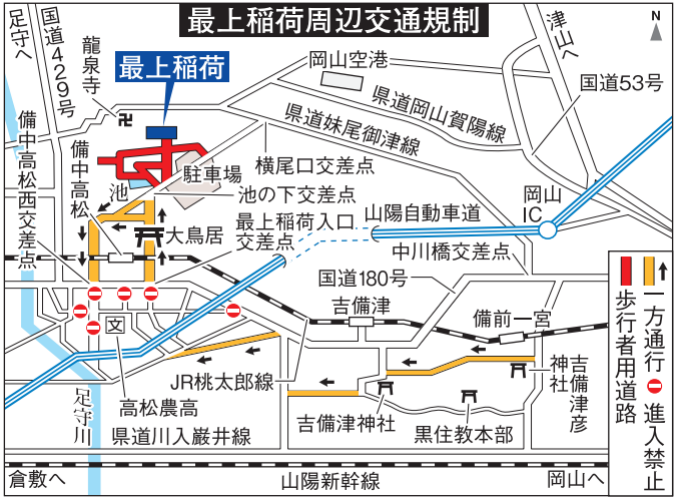 最上稲荷周辺交通規制
足守へ
国道429号
龍泉寺
最上稲荷
岡山空港
津山へ
N
国道53号
県道岡山賀陽線
県道妹尾御津線
備中高松西交差点
備中高松
池
駐車場
横尾口交差点
池の下交差点
大鳥居
最上稲荷入口
交差点
山陽自動車道
岡山
IC
中川橋交差点
国道180号
吉備津
備前一宮
文
JR桃太郎線
高松農高
足守川
県道川入巌井線
吉備津神社
黒住教本部
吉備津彦
神社
一方通行
進入禁止
歩行者用道路
倉敷へ
山陽新幹線
岡山へ